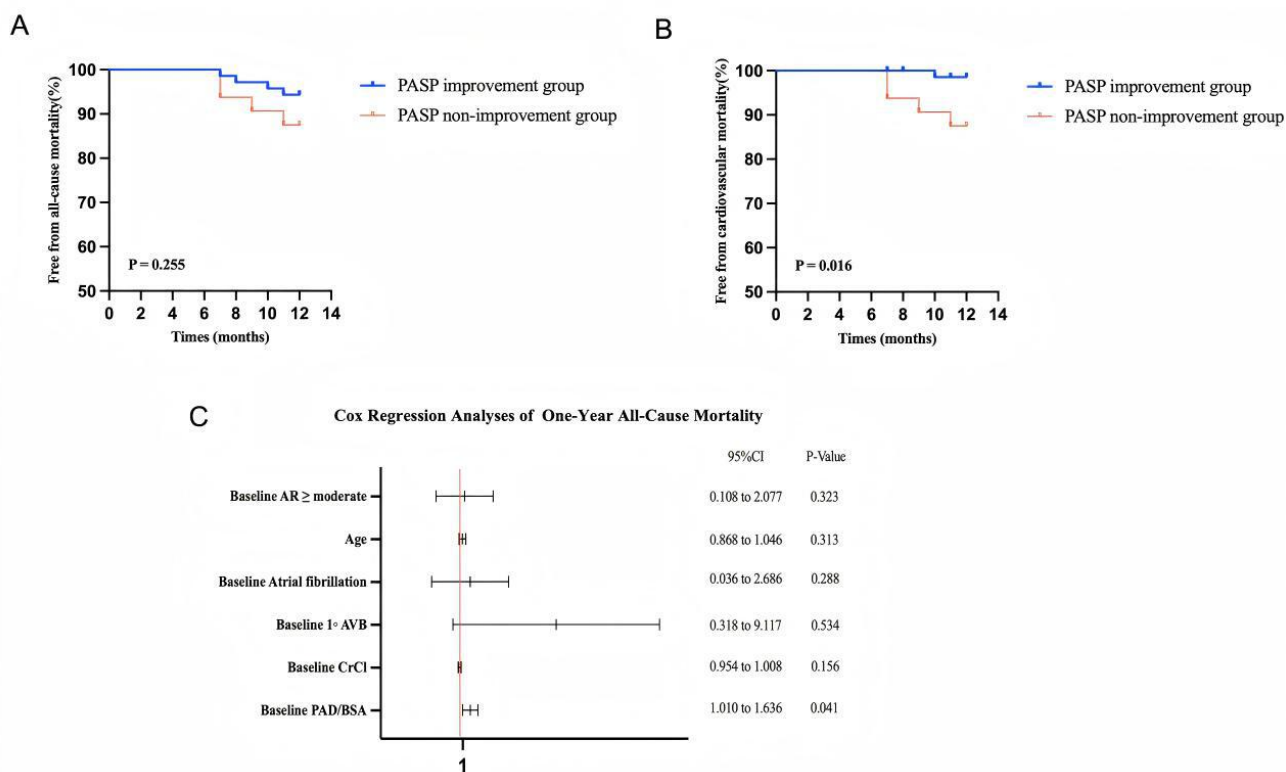 A
Free from all-cause mortality(%)
100
90
80
70
60
50
P = 0.255
0 2 4 6 8 10 12 14
Times (months)
PASP improvement group
PASP non-improvement group
B
Free from cardiovascular mortality(%)
100
90
80
70
60
50
P = 0.016
0 2 4 6 8 10 12 14
Times (months)
PASP improvement group
PASP non-improvement group
C
Cox Regression Analyses of One-Year All-Cause Mortality
95%CI P-Value
Baseline AR ≥ moderate 0.108 to 2.077 0.323
Age 0.868 to 1.046 0.313
Baseline Atrial fibrillation 0.036 to 2.686 0.288
Baseline 1◦ AVB 0.318 to 9.117 0.534
Baseline CrCl 0.954 to 1.008 0.156
Baseline PAD/BSA 1.010 to 1.636 0.041
1